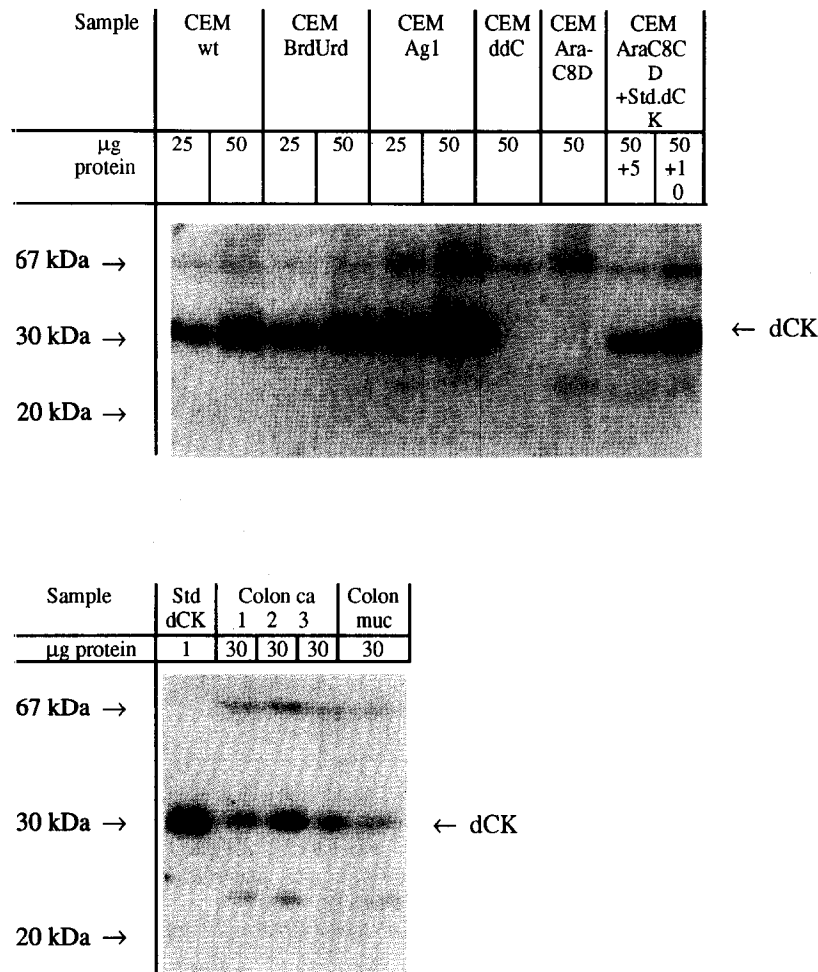 Sample CEM CEM CEM CEM CEM CEM
wt BrdUrd Ag1 ddC Ara- AraC8C
C8D D
+Std.dC
K
µg 25 50 25 50 25 50 50 50 50 50
protein +5 +1
0
67 kDa →
30 kDa → ← dCK
20 kDa →
Sample Std Colon ca Colon
dCK 1 2 3 muc
µg protein 1 30 30 30 30
67 kDa →
30 kDa → ← dCK
20 kDa →